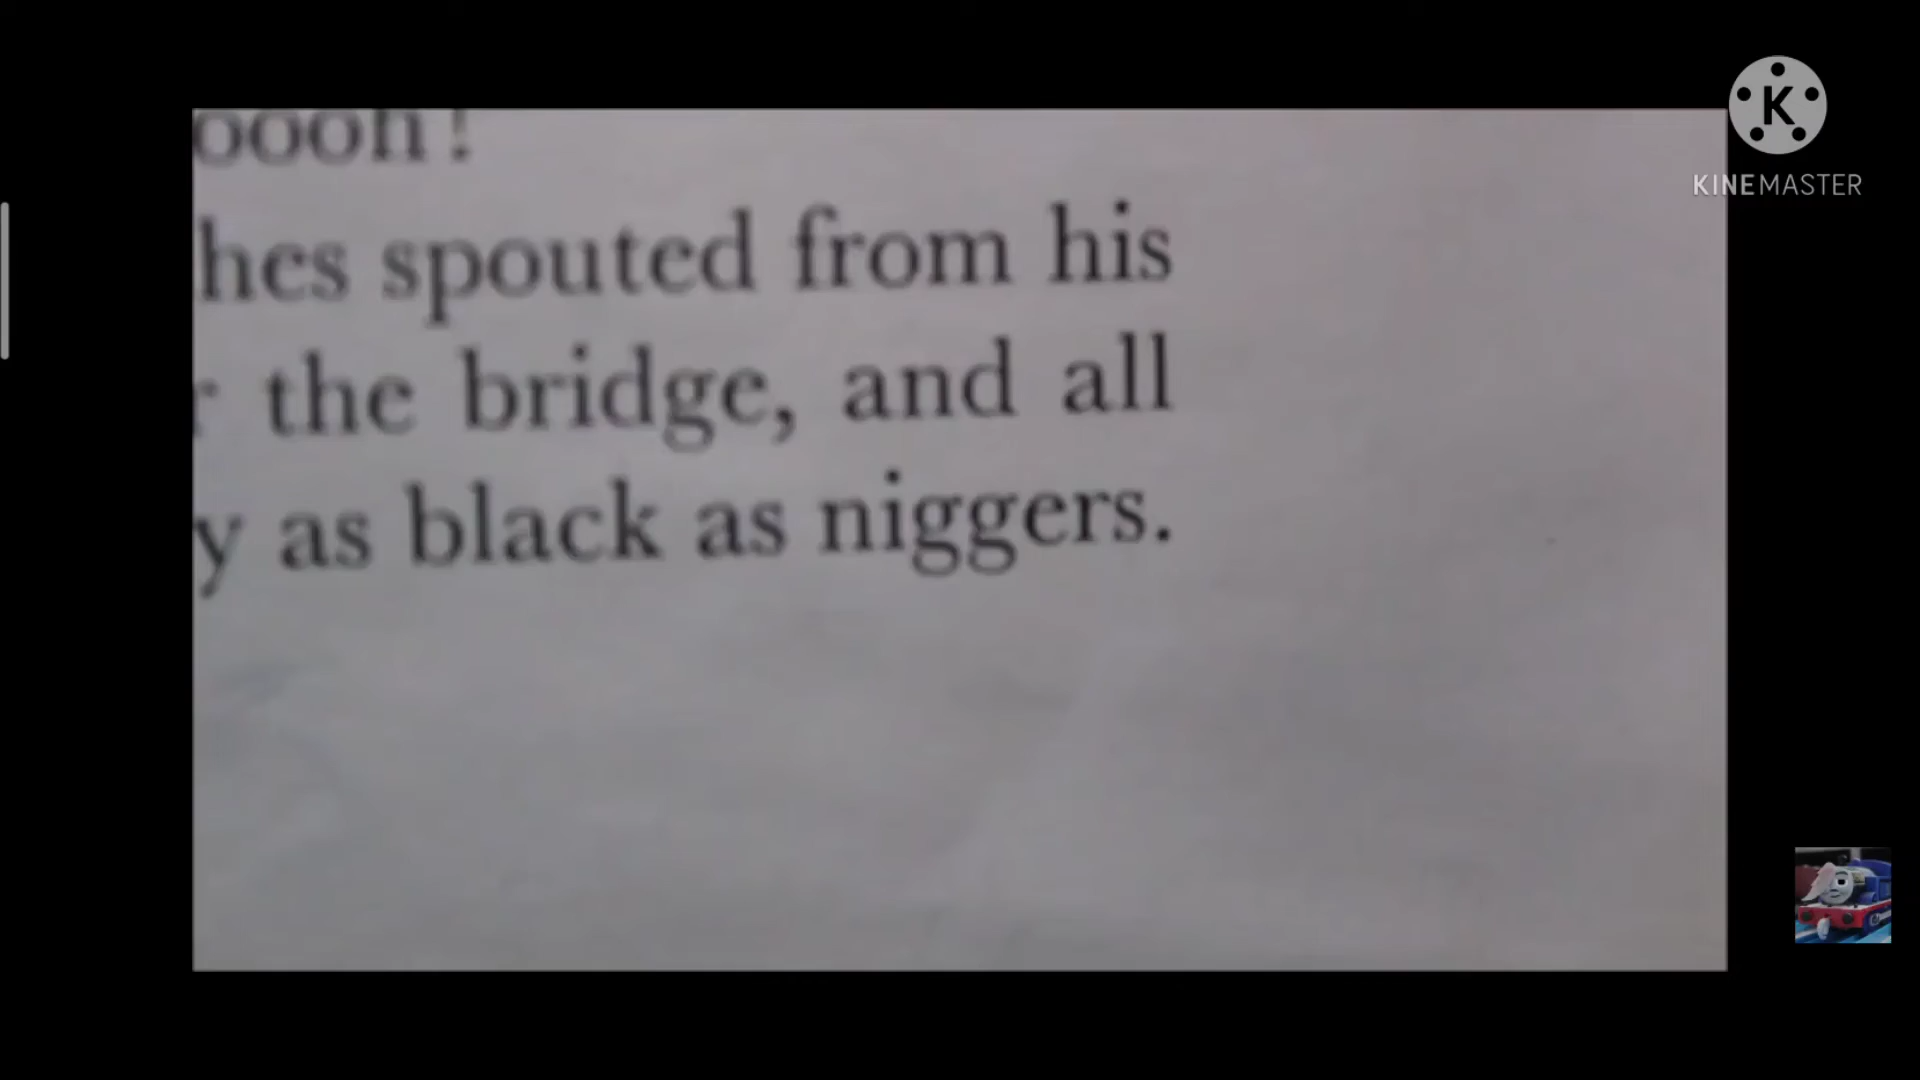 oooh!
hes spouted from his
r the bridge, and all
y as black as niggers.
K
KINEMASTER